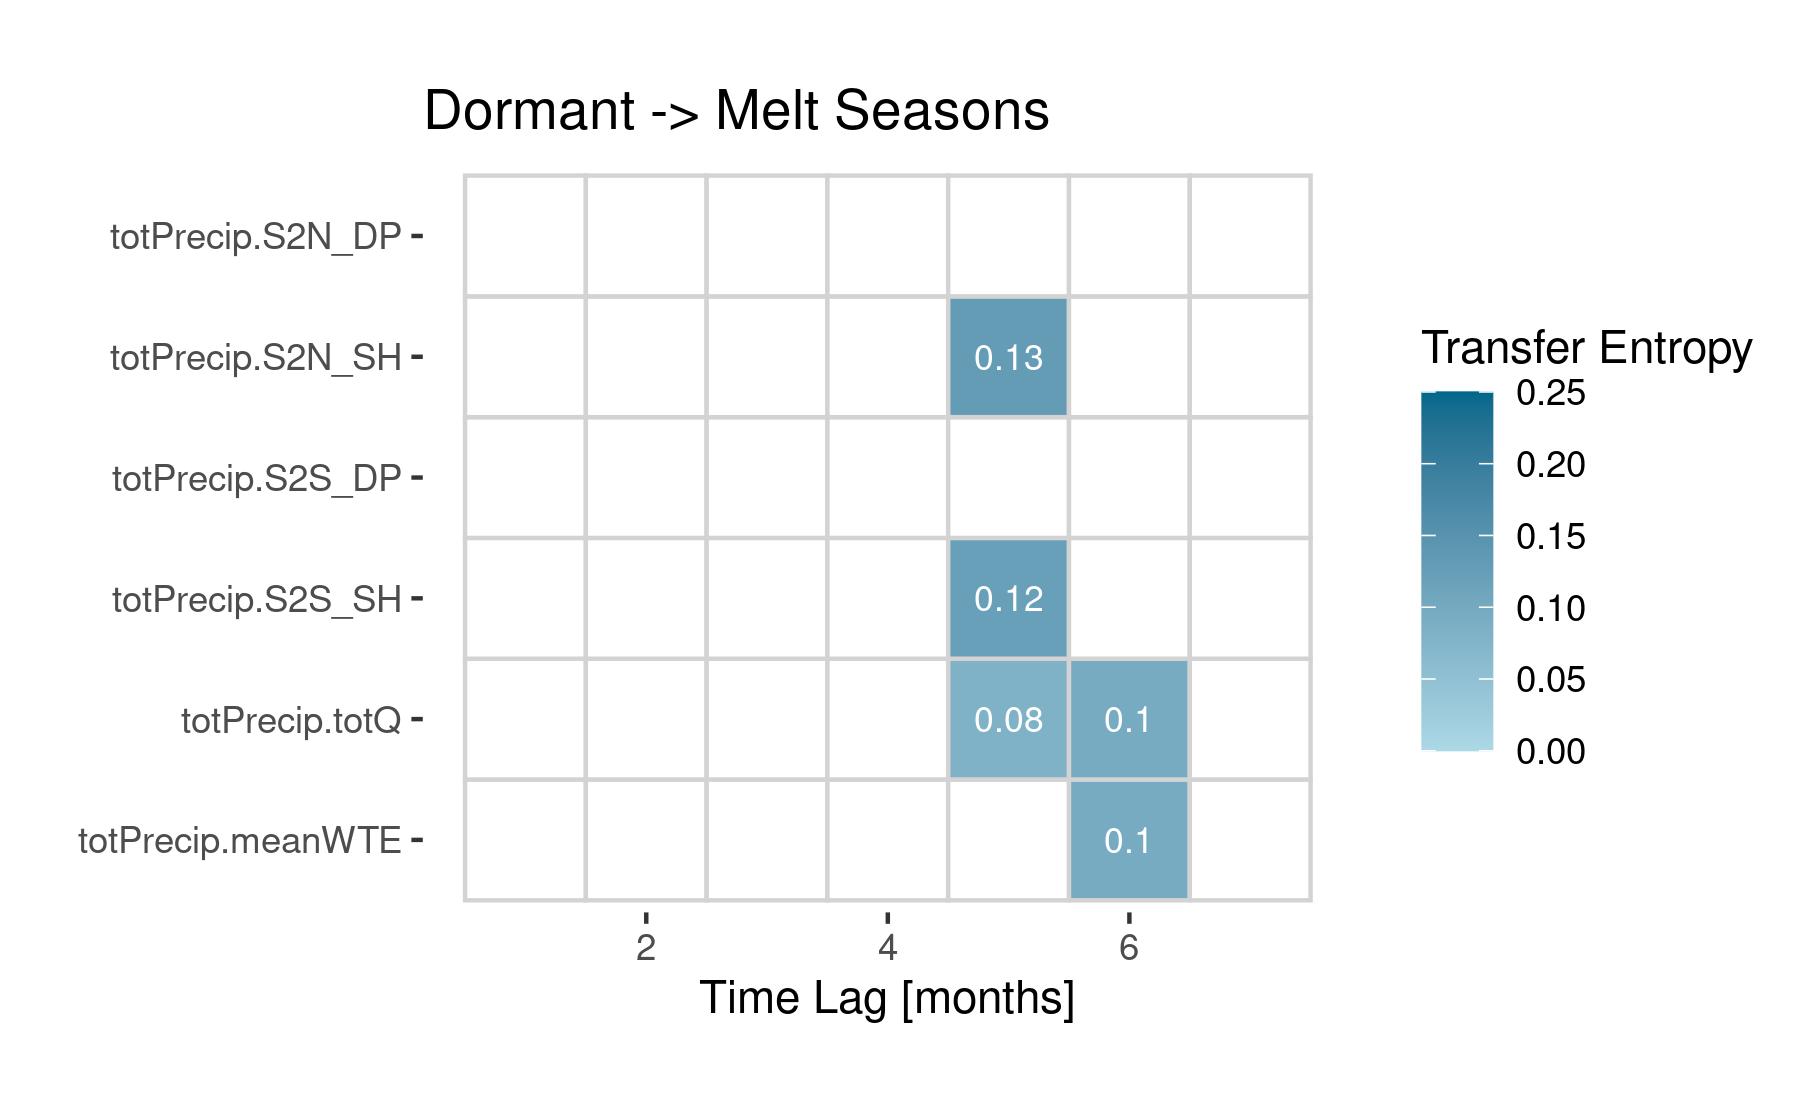 Dormant -> Melt Seasons
totPrecip.S2N_DP
totPrecip.S2N_SH
0.13
totPrecip.S2S_DP
totPrecip.S2S_SH
0.12
totPrecip.totQ
0.08
0.1
totPrecip.meanWTE
0.1
2
4
6
Time Lag [months]
Transfer Entropy
0.25
0.20
0.15
0.10
0.05
0.00